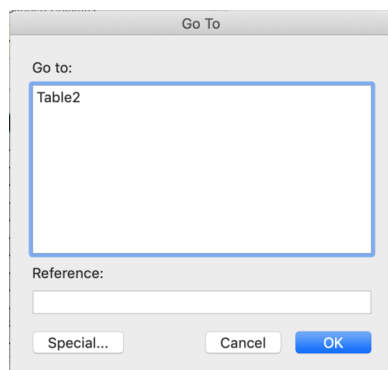 Go To
Go to:
Table2
Reference:
Special...
Cancel
OK